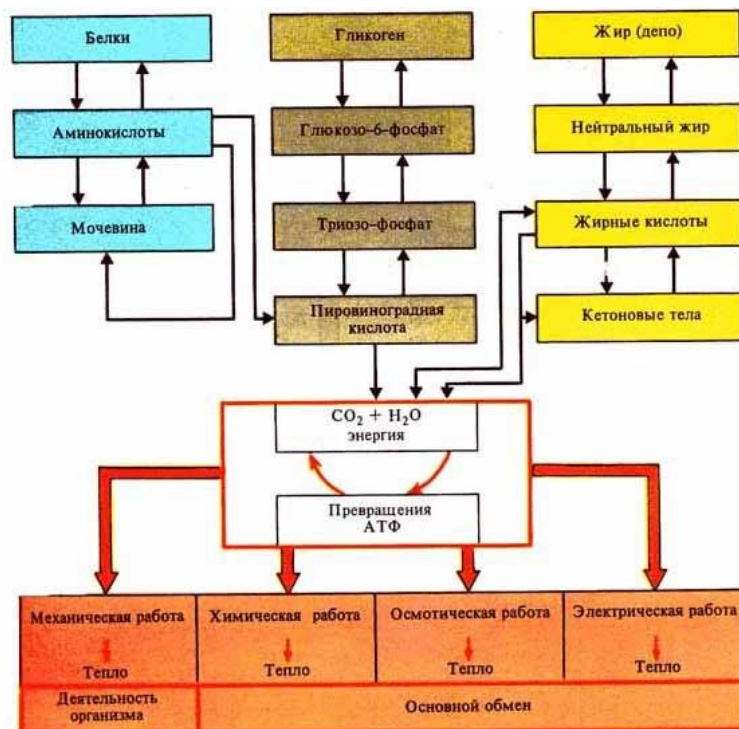 Белки
Гликоген
Жир (депо)
Аминокислоты
Глюкозо-6-фосфат
Нейтральный жир
Мочевина
Триозо-фосфат
Жирные кислоты
Пировиноградная
кислота
Кетоновые тела
CO₂ + H₂O
энергия
Превращения
АТФ
Механическая работа
Химическая работа
Осмотическая работа
Электрическая работа
Тепло
Тепло
Тепло
Тепло
Деятельность
организма
Основной обмен